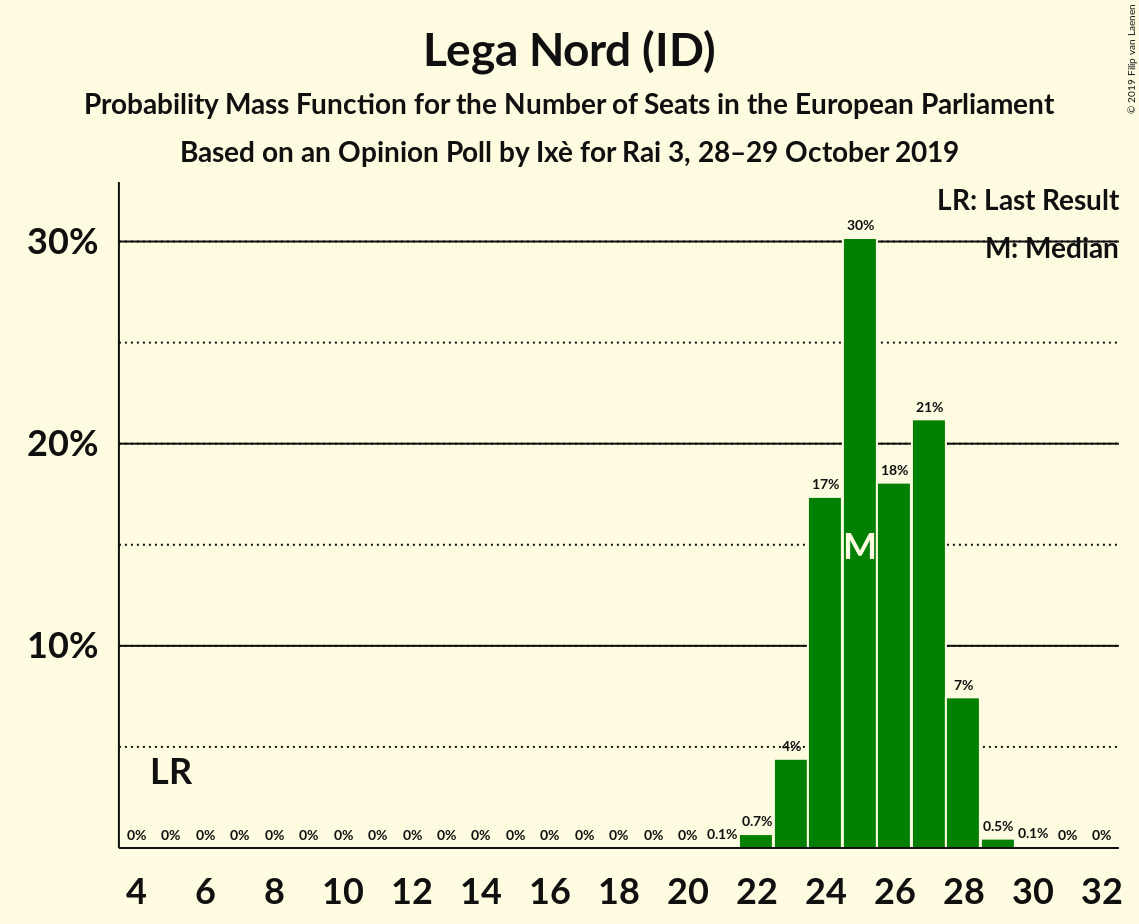 Lega Nord (ID)
Probability Mass Function for the Number of Seats in the European Parliament
Based on an Opinion Poll by Ixè for Rai 3, 28–29 October 2019
© 2019 Filip van Laenen
LR: Last Result
M: Median
30%
20%
10%
30%
21%
18%
17%
M
7%
4%
LR
0% 0% 0% 0% 0% 0% 0% 0% 0% 0% 0% 0% 0% 0% 0% 0% 0% 0.1% 0.7% 0.5% 0.1% 0% 0%
4 6 8 10 12 14 16 18 20 22 24 26 28 30 32